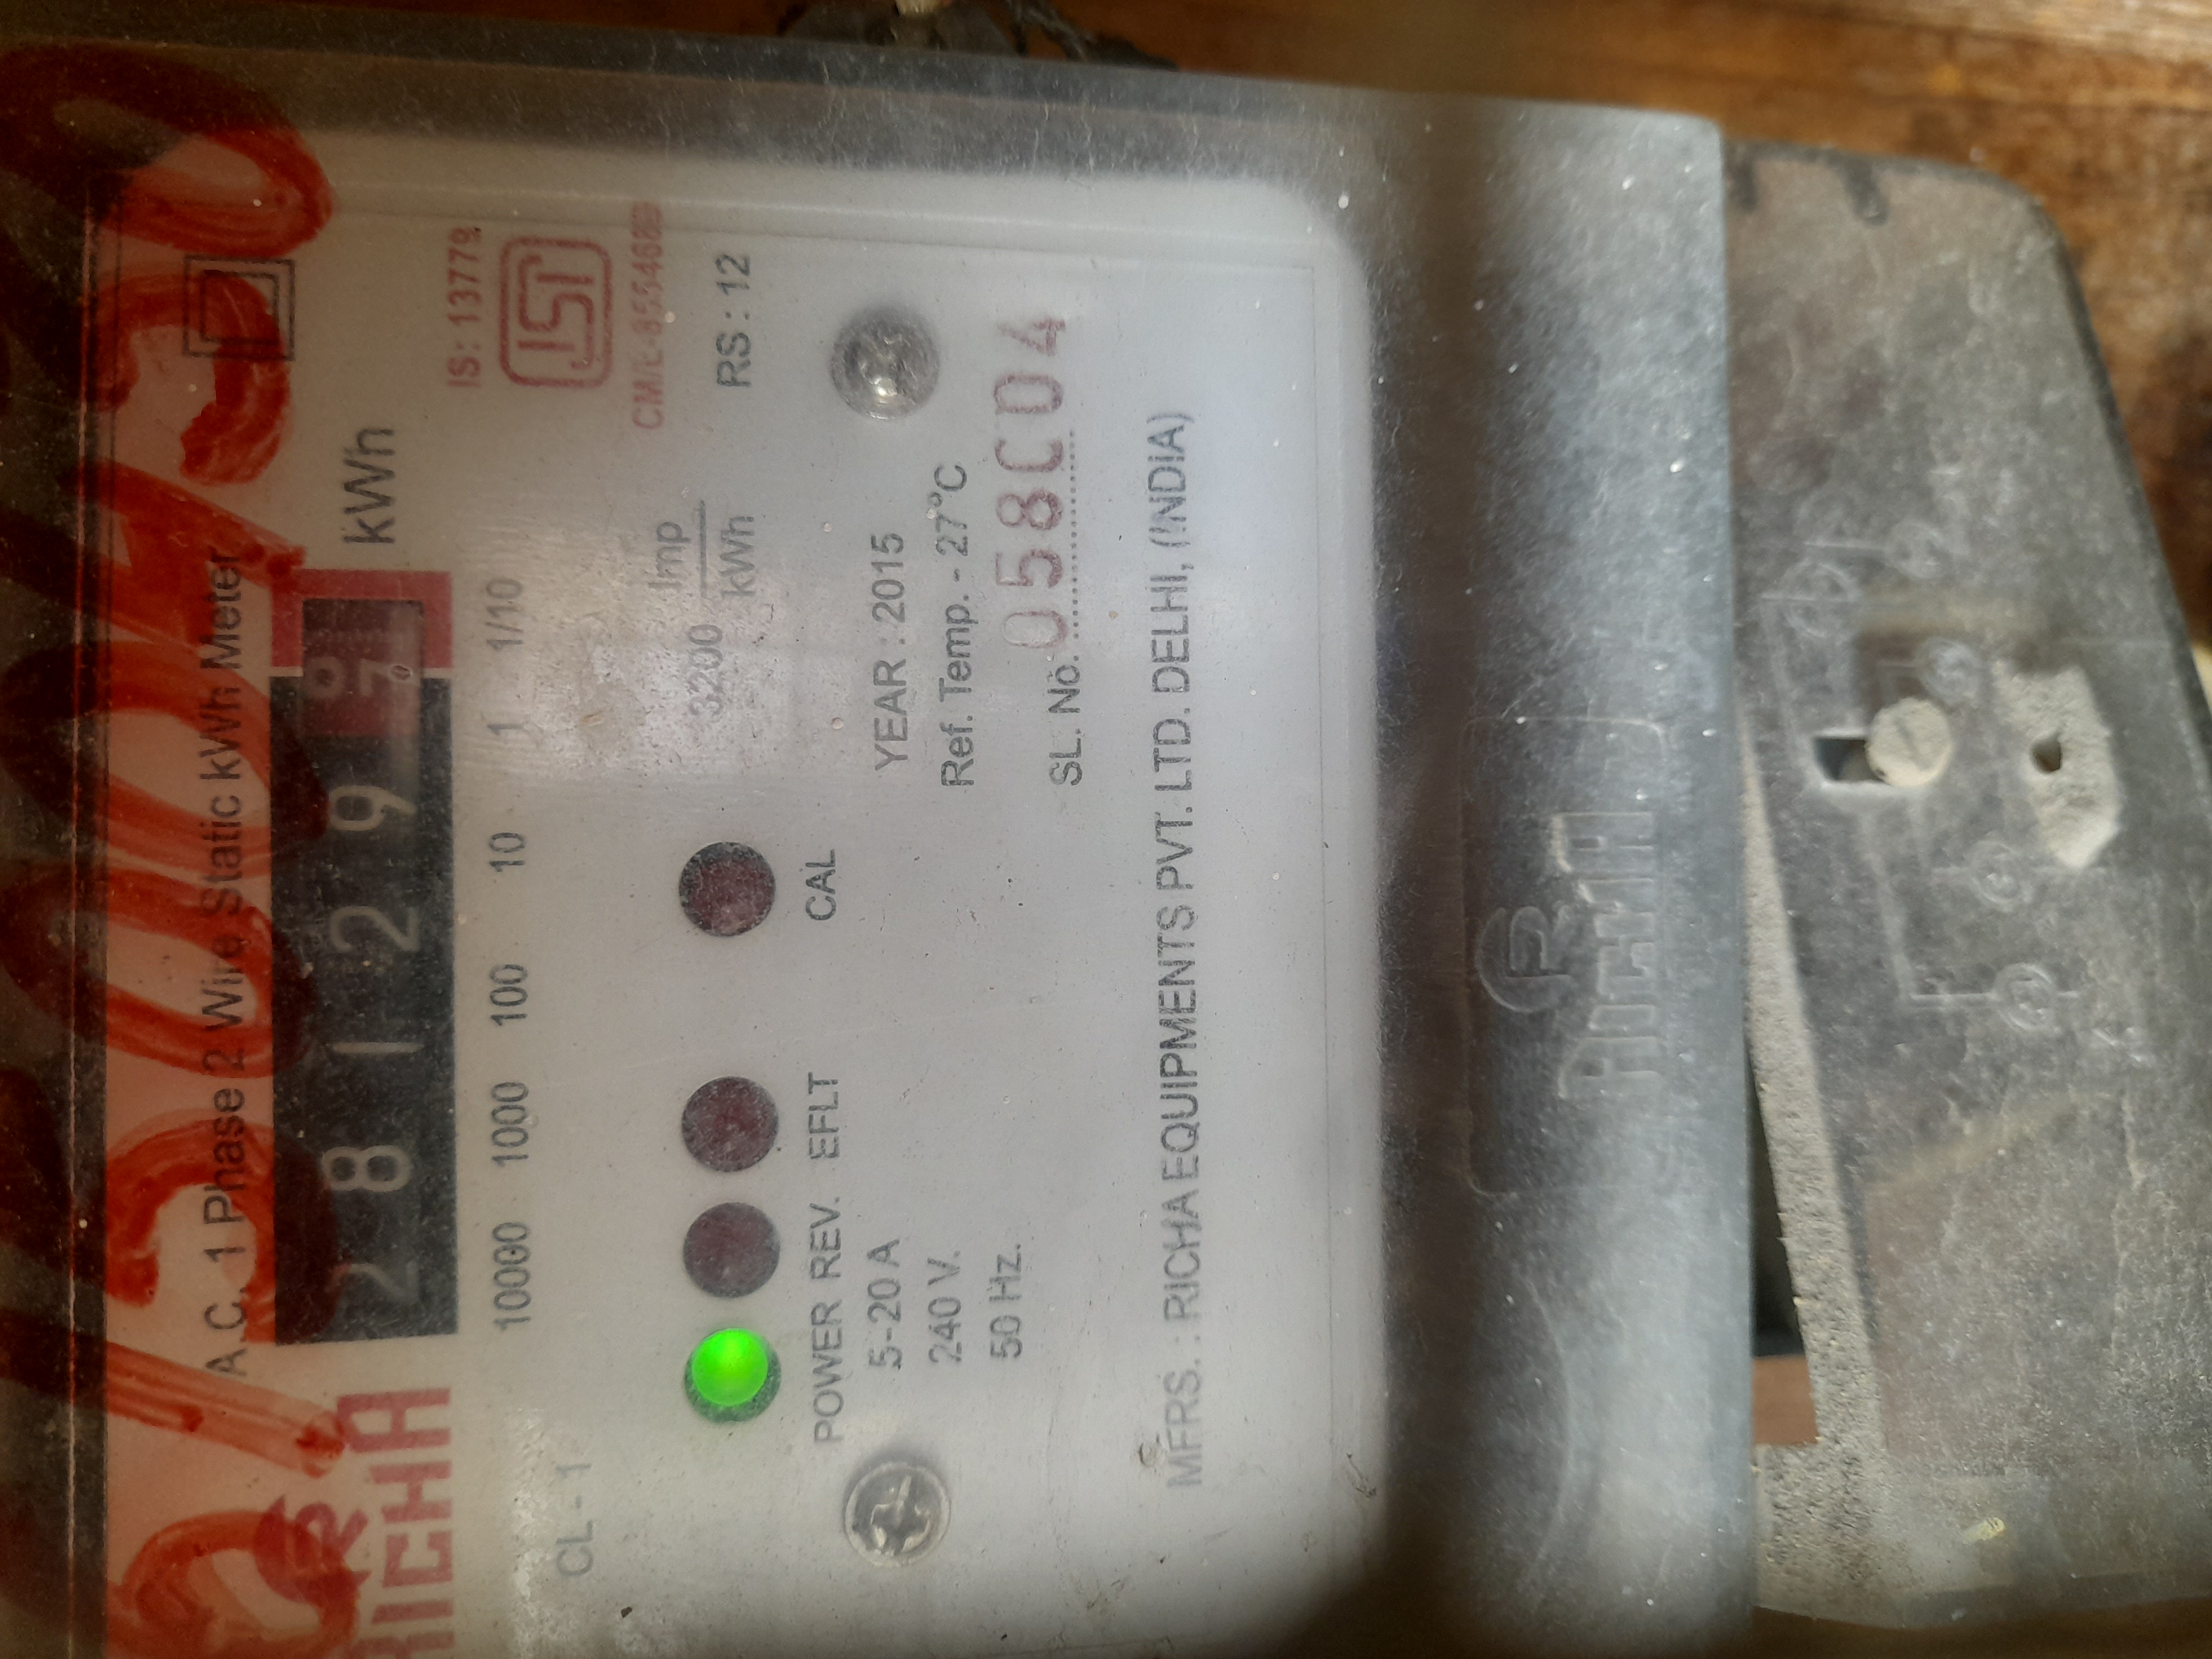 A.C. 1 Phase 2 Wire Static kWh Meter
RICHA
2 8 1 2 9
kWh
10000 1000 100 10 1 1/10
IS: 13779
ISI
RS : 12
CL - 1
3200 Imp
kWh
POWER REV. EFLT CAL
5-20 A
240 V.
50 Hz.
YEAR : 2015
Ref. Temp. - 27°C
SL. No. 058C04
MFRS. : RICHA EQUIPMENTS PVT. LTD. DELHI, (INDIA)
R
RICHA